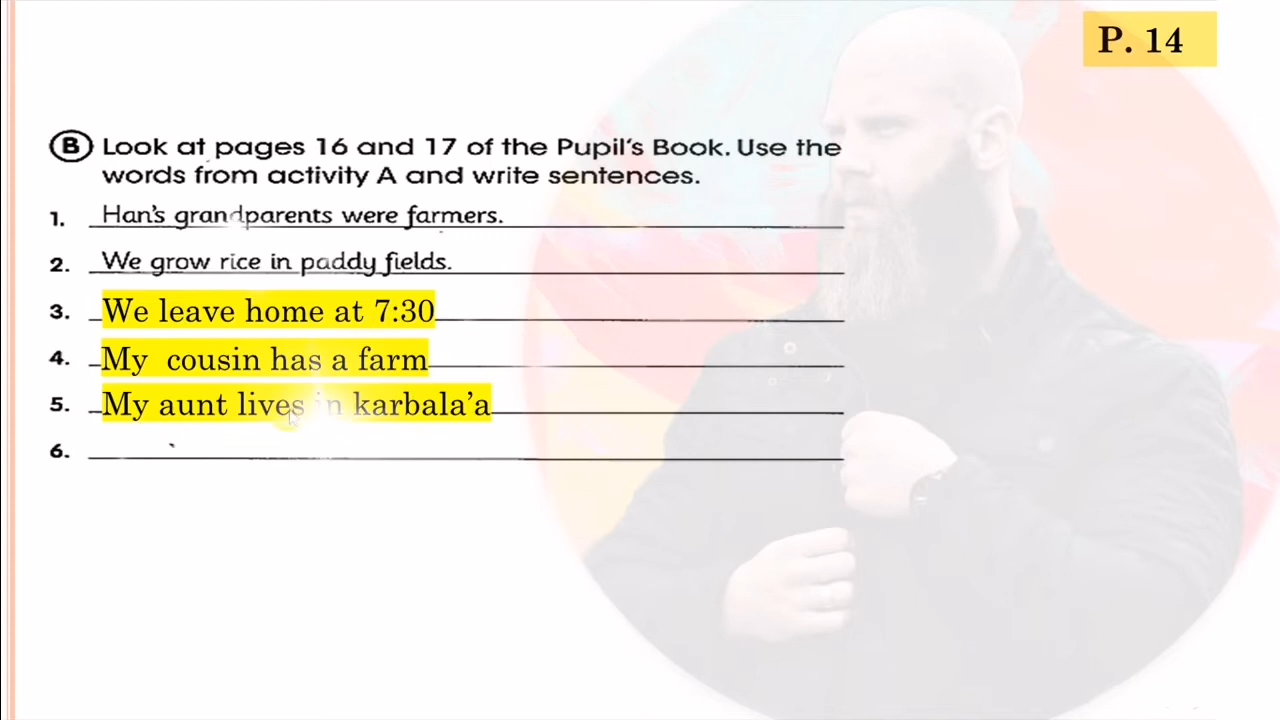 P. 14
B Look at pages 16 and 17 of the Pupil's Book. Use the
words from activity A and write sentences.
1. Han's grandparents were farmers.
2. We grow rice in paddy fields.
3. We leave home at 7:30
4. My cousin has a farm
5. My aunt lives in karbala'a
6.